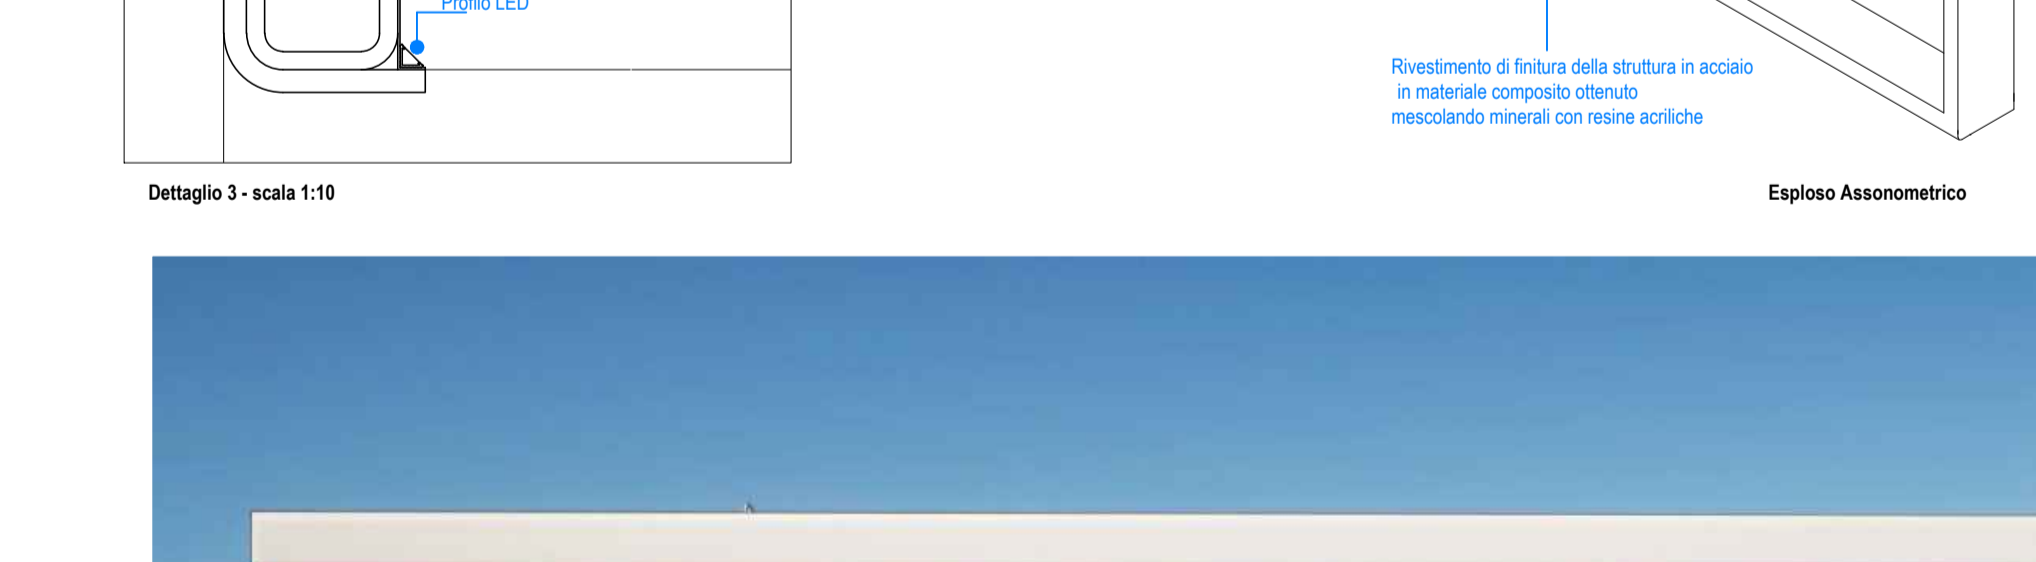 Profilo LED
Rivestimento di finitura della struttura in acciaio
in materiale composito ottenuto
mescolando minerali con resine acriliche
Dettaglio 3 - scala 1:10
Esploso Assonometrico